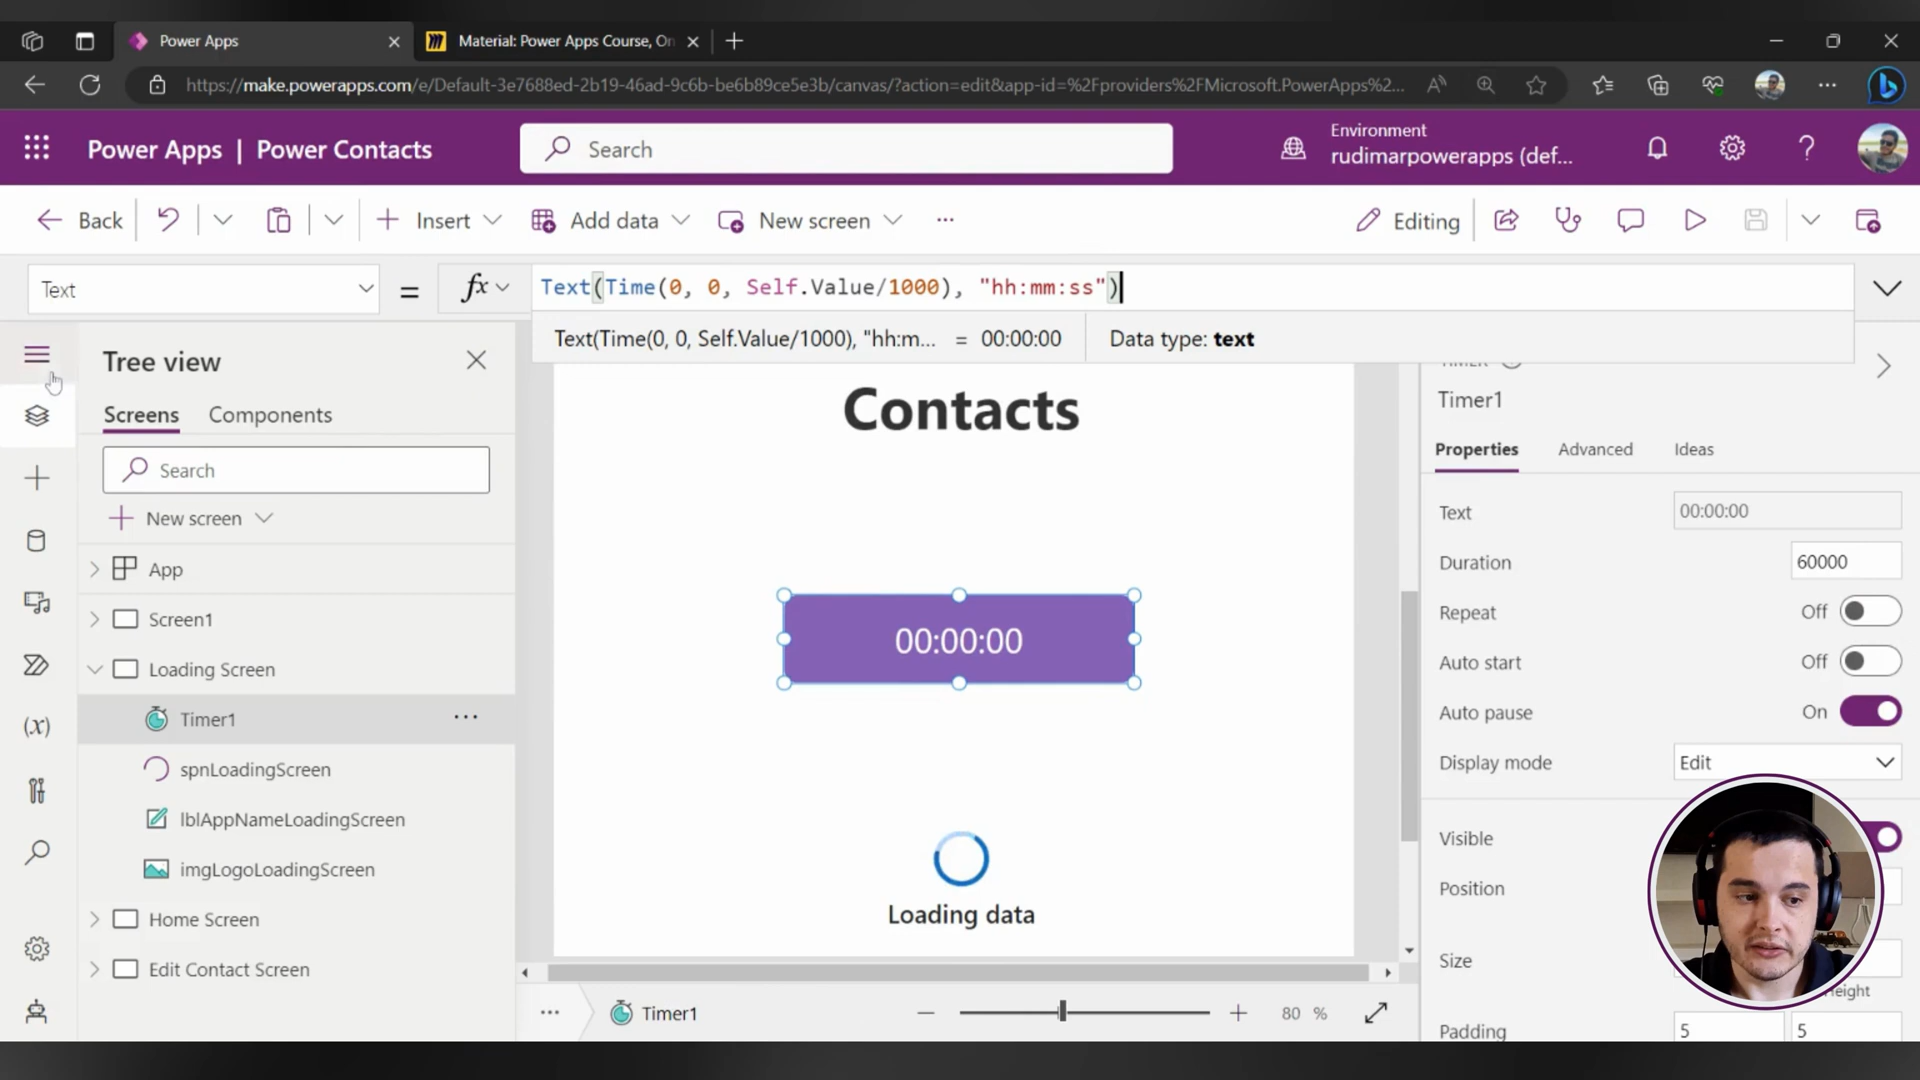 Power Apps
Material: Power Apps Course, On
https://make.powerapps.com/e/Default-3e7688ed-2b19-46ad-9c6b-be6b89ce5e3b/canvas/?action=edit&app-id=%2Fproviders%2FMicrosoft.PowerApps%2...
Power Apps | Power Contacts
Search
Environment
rudimarpowerapps (def...
Back
Insert
Add data
New screen
Editing
Text
=
fx
Text(Time(0, 0, Self.Value/1000), "hh:mm:ss")
Text(Time(0, 0, Self.Value/1000), "hh:m... = 00:00:00
Data type: text
Tree view
Screens
Components
Search
New screen
App
Screen1
Loading Screen
Timer1
spnLoadingScreen
lblAppNameLoadingScreen
imgLogoLoadingScreen
Home Screen
Edit Contact Screen
Contacts
00:00:00
Loading data
Timer1
80 %
Timer1
Properties
Advanced
Ideas
Text
00:00:00
Duration
60000
Repeat
Off
Auto start
Off
Auto pause
On
Display mode
Edit
Visible
Position
Size
Padding
5
5